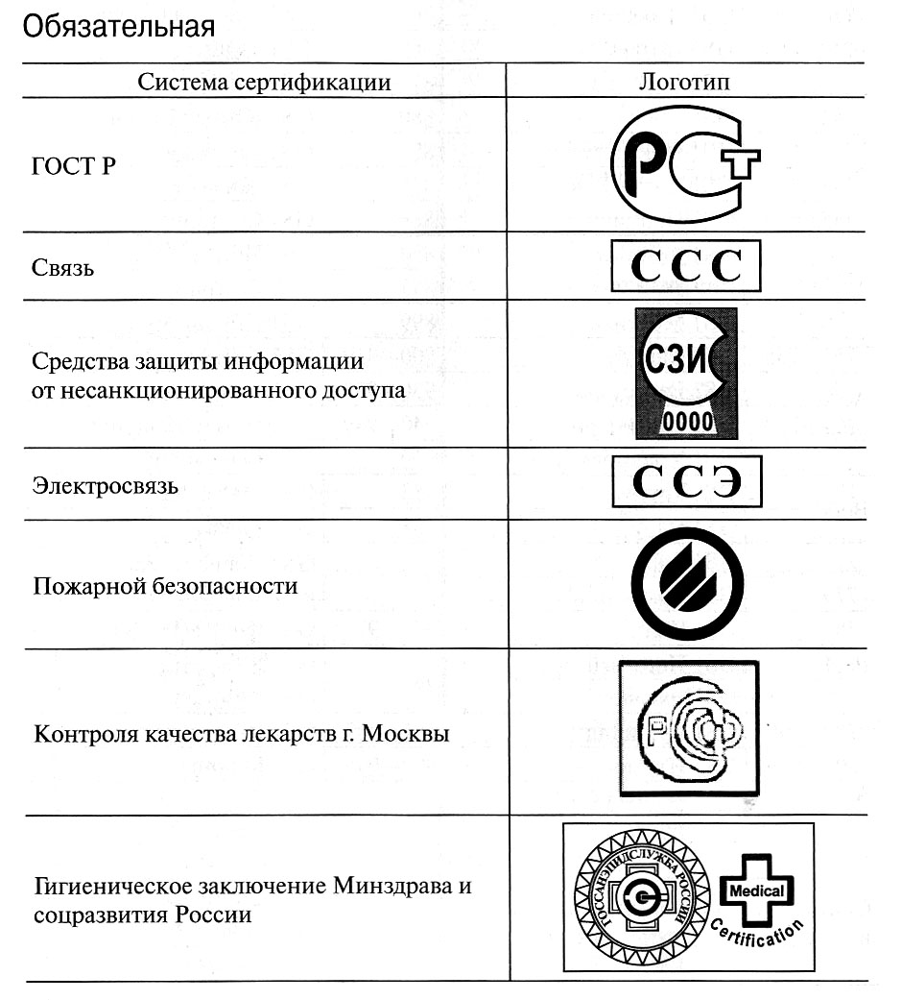 Обязательная
Система сертификации Логотип
ГОСТ Р
РСТ
Связь
ССС
Средства защиты информации
от несанкционированного доступа
СЗИ
0000
Электросвязь
ССЭ
Пожарной безопасности
Контроля качества лекарств г. Москвы
Р
Гигиеническое заключение Минздрава и
соцразвития России
ГОССАНЭПИДСЛУЖБА РОССИИ
Medical
Certification